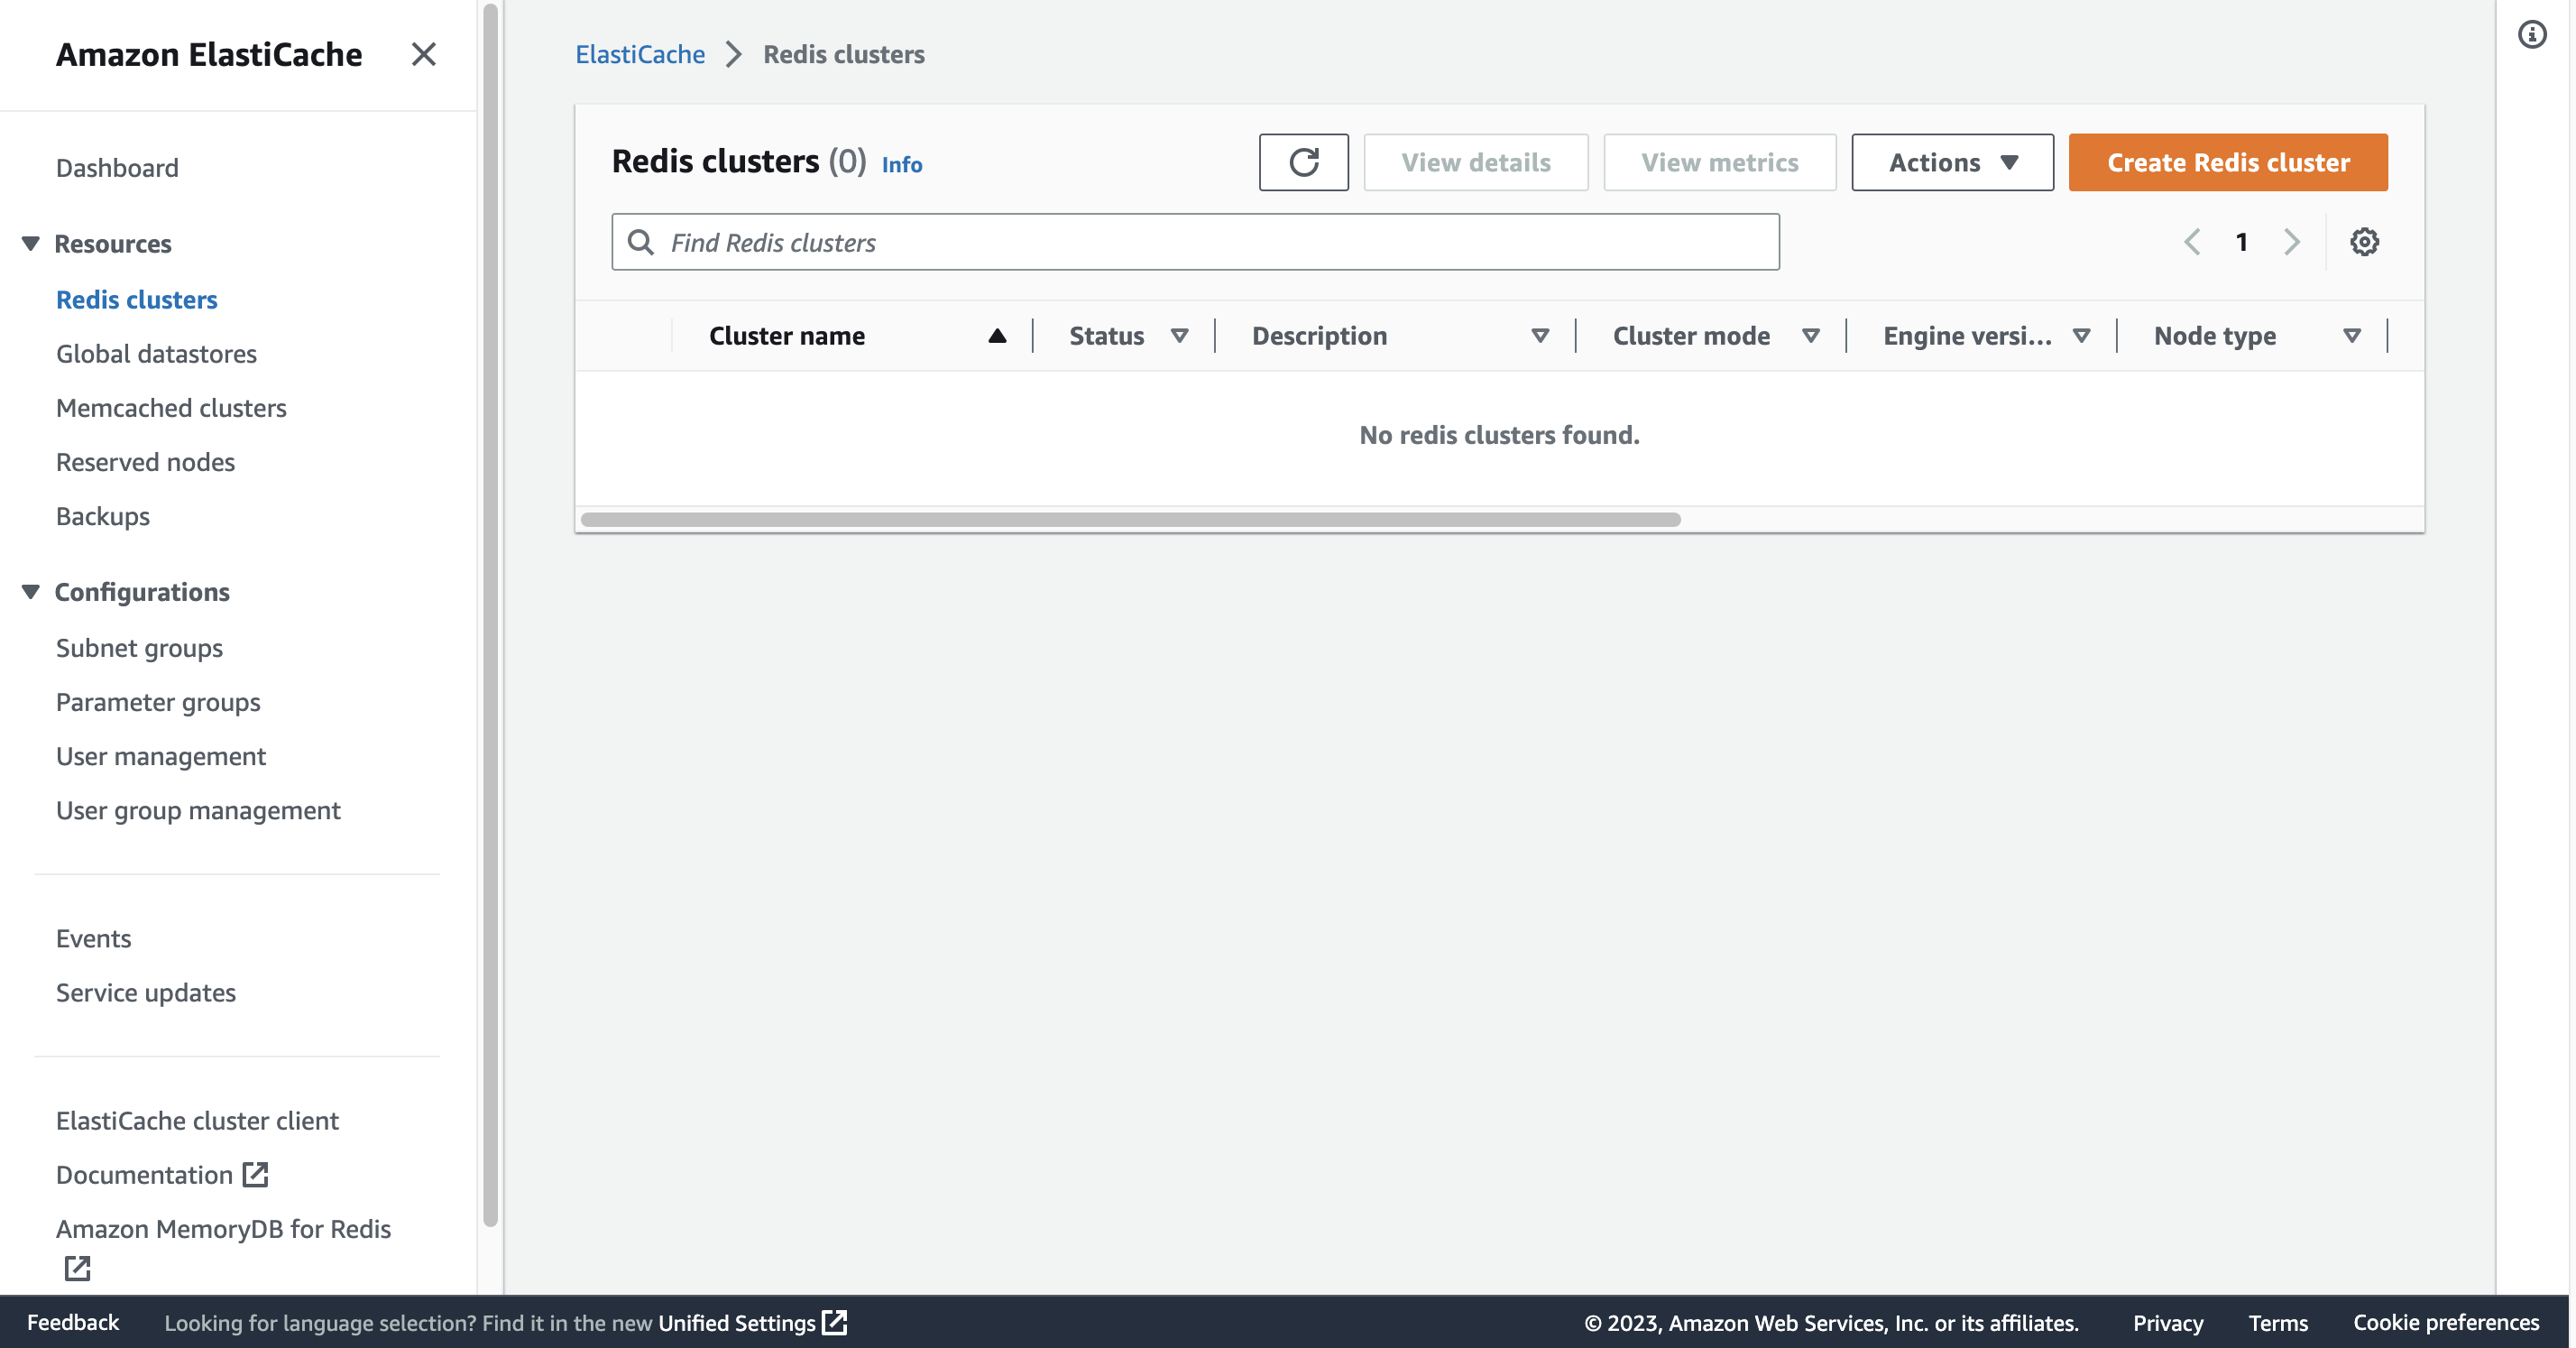 Amazon ElastiCache
Dashboard
Resources
Redis clusters
Global datastores
Memcached clusters
Reserved nodes
Backups
Configurations
Subnet groups
Parameter groups
User management
User group management
Events
Service updates
ElastiCache cluster client
Documentation
Amazon MemoryDB for Redis
ElastiCache > Redis clusters
Redis clusters (0) Info
View details View metrics Actions Create Redis cluster
Find Redis clusters
1
Cluster name Status Description Cluster mode Engine versi... Node type
No redis clusters found.
Feedback Looking for language selection? Find it in the new Unified Settings © 2023, Amazon Web Services, Inc. or its affiliates. Privacy Terms Cookie preferences